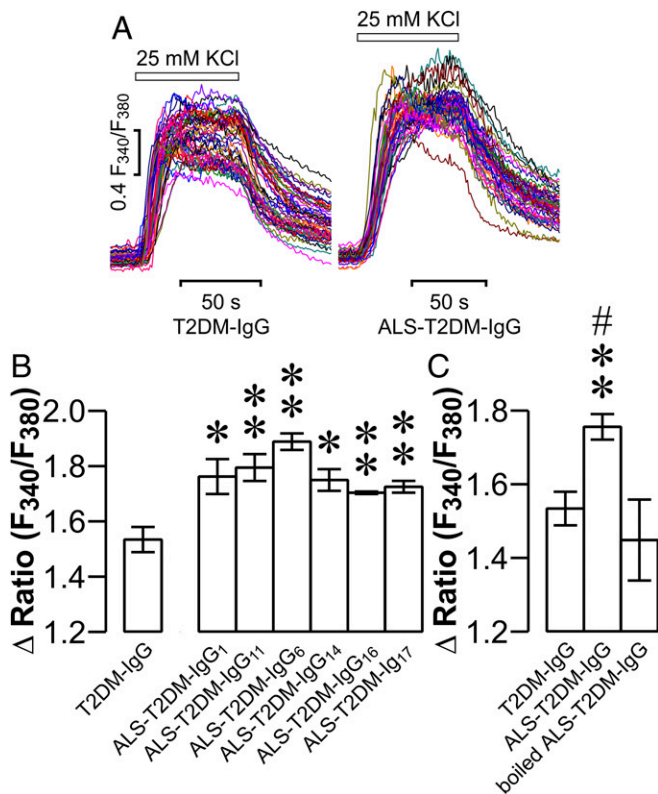 A
25 mM KCl
25 mM KCl
0.4 F340/F380
50 s
50 s
T2DM-IgG
ALS-T2DM-IgG
B
Δ Ratio (F340/F380)
2.0
1.8
1.6
1.4
1.2
*
**
**
*
**
**
T2DM-IgG
ALS-T2DM-IgG1
ALS-T2DM-IgG11
ALS-T2DM-IgG6
ALS-T2DM-IgG14
ALS-T2DM-IgG16
ALS-T2DM-Ig17
C
Δ Ratio (F340/F380)
1.8
1.6
1.4
1.2
#
**
T2DM-IgG
ALS-T2DM-IgG
boiled ALS-T2DM-IgG